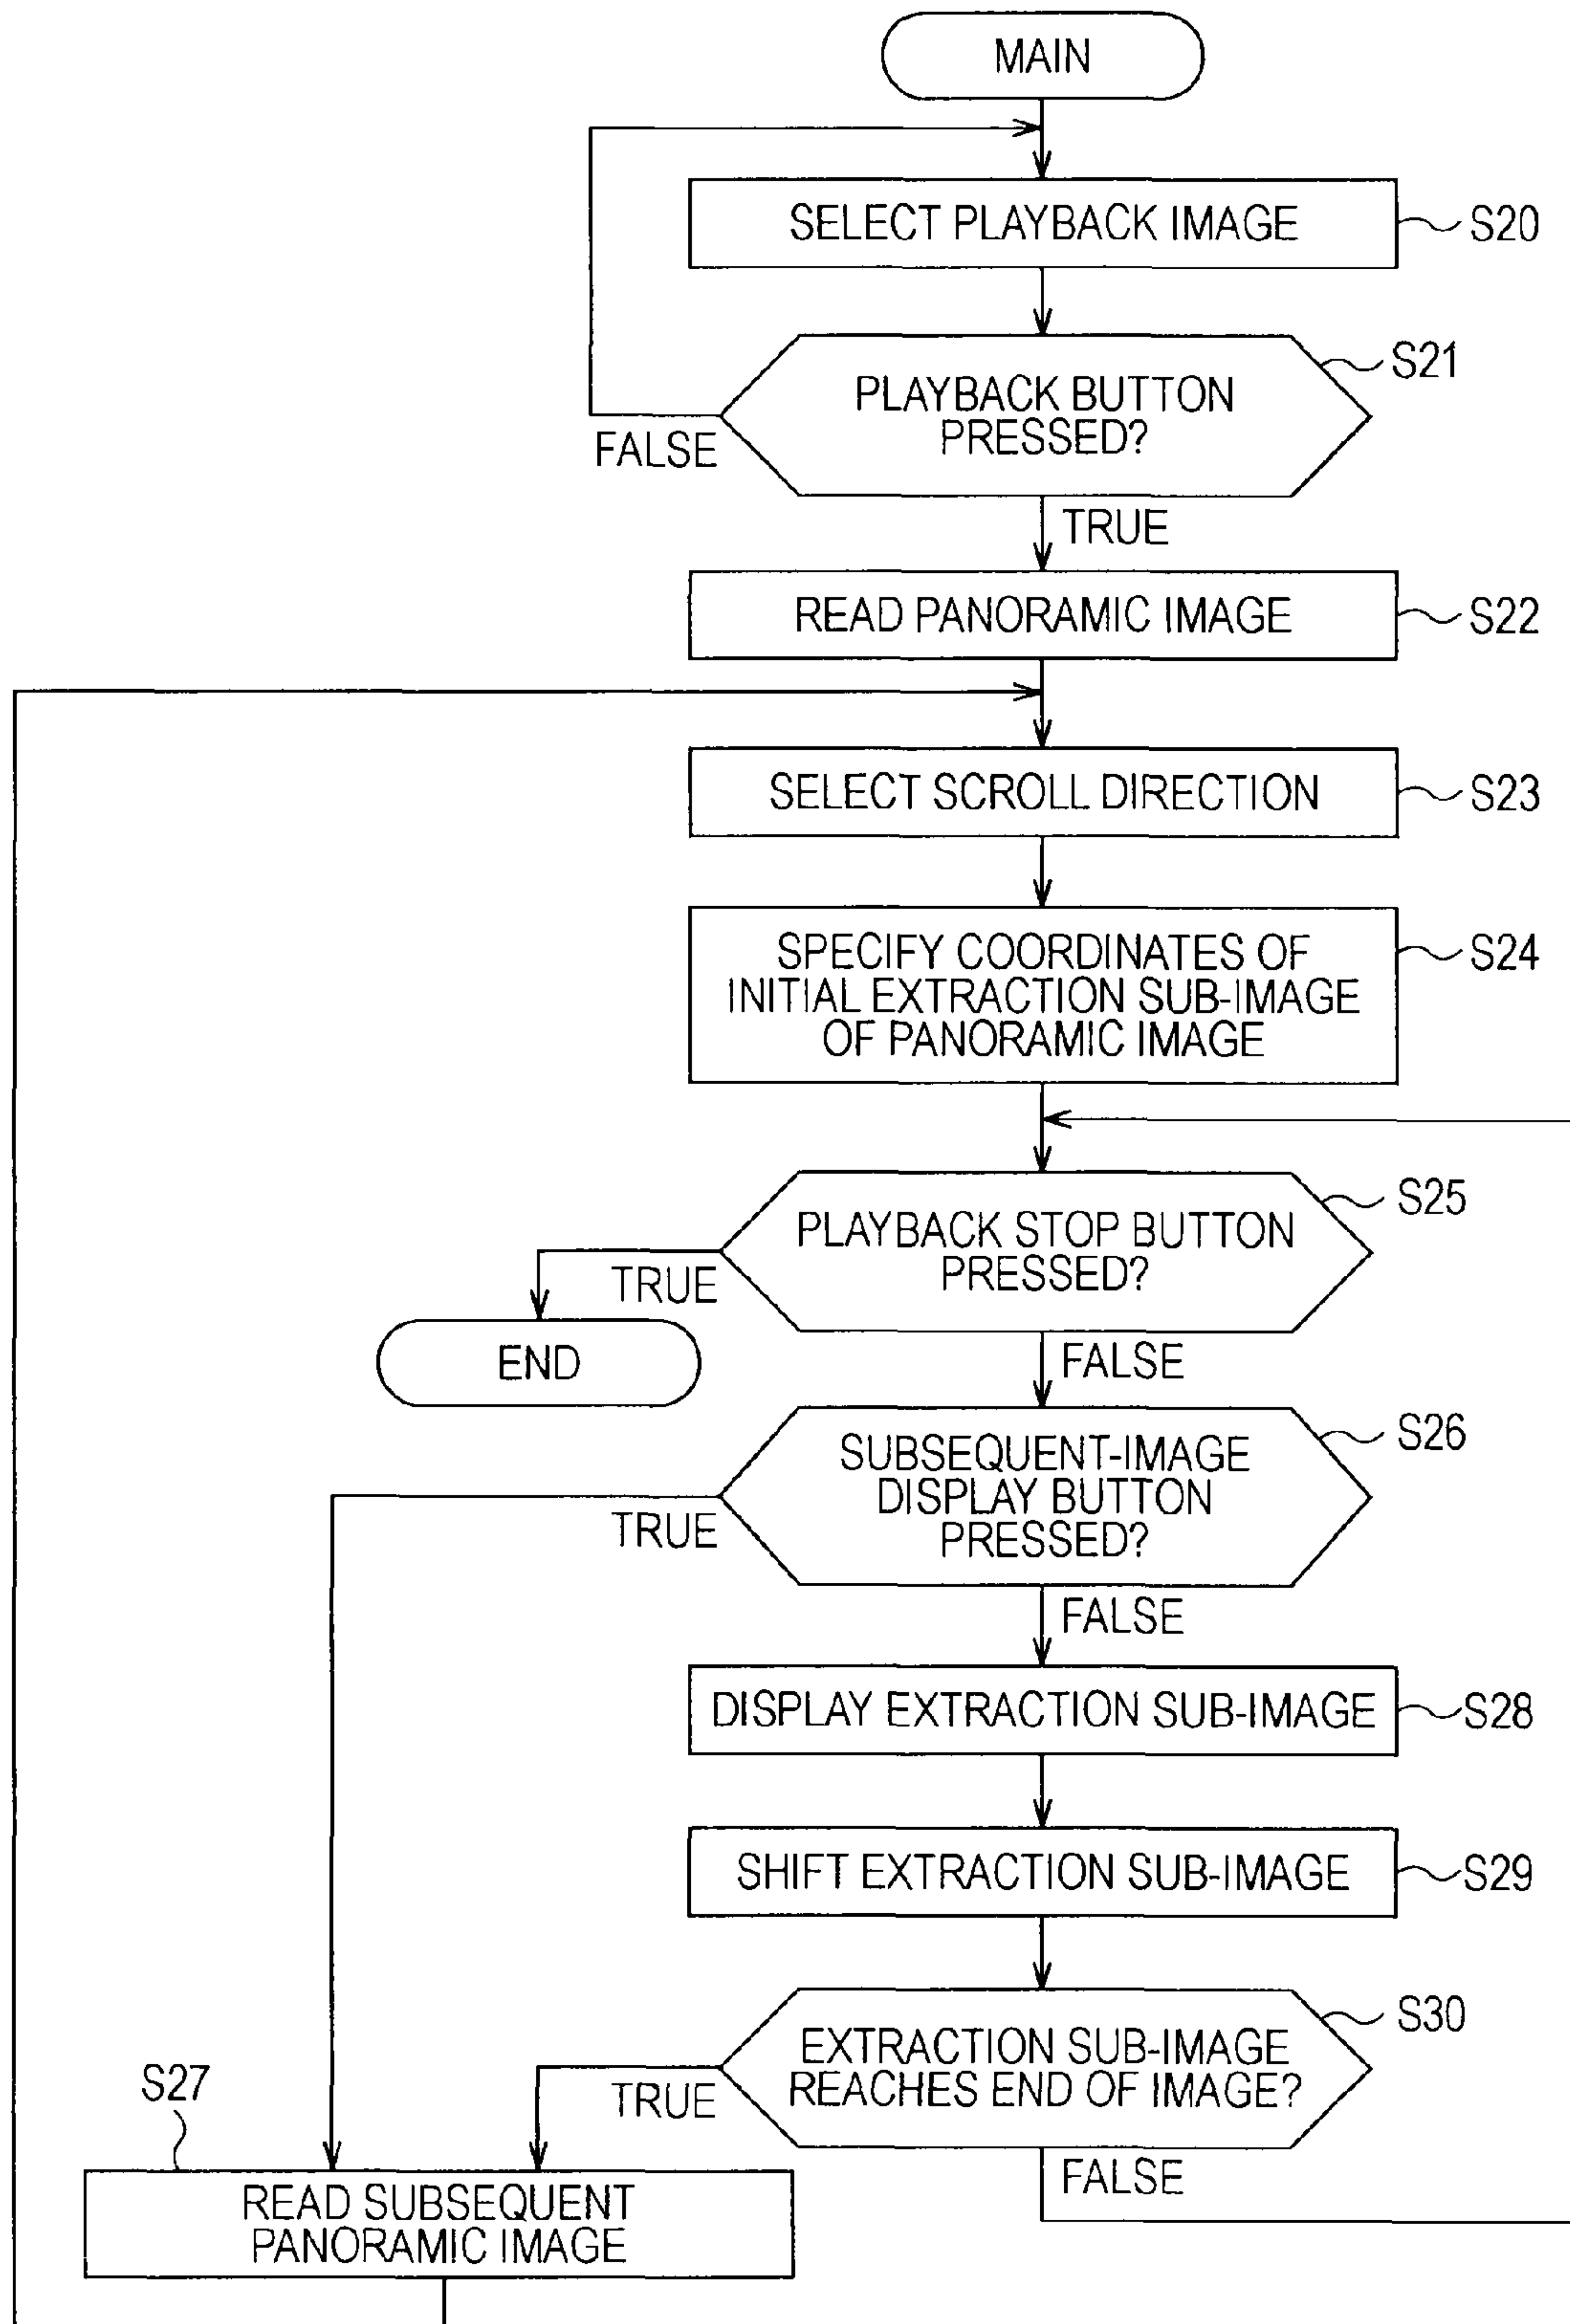 MAIN
SELECT PLAYBACK IMAGE
S20
PLAYBACK BUTTON
PRESSED?
S21
FALSE
TRUE
READ PANORAMIC IMAGE
S22
SELECT SCROLL DIRECTION
S23
SPECIFY COORDINATES OF
INITIAL EXTRACTION SUB-IMAGE
OF PANORAMIC IMAGE
S24
PLAYBACK STOP BUTTON
PRESSED?
S25
TRUE
END
FALSE
SUBSEQUENT-IMAGE
DISPLAY BUTTON
PRESSED?
S26
TRUE
FALSE
DISPLAY EXTRACTION SUB-IMAGE
S28
SHIFT EXTRACTION SUB-IMAGE
S29
EXTRACTION SUB-IMAGE
REACHES END OF IMAGE?
S30
TRUE
FALSE
S27
READ SUBSEQUENT
PANORAMIC IMAGE